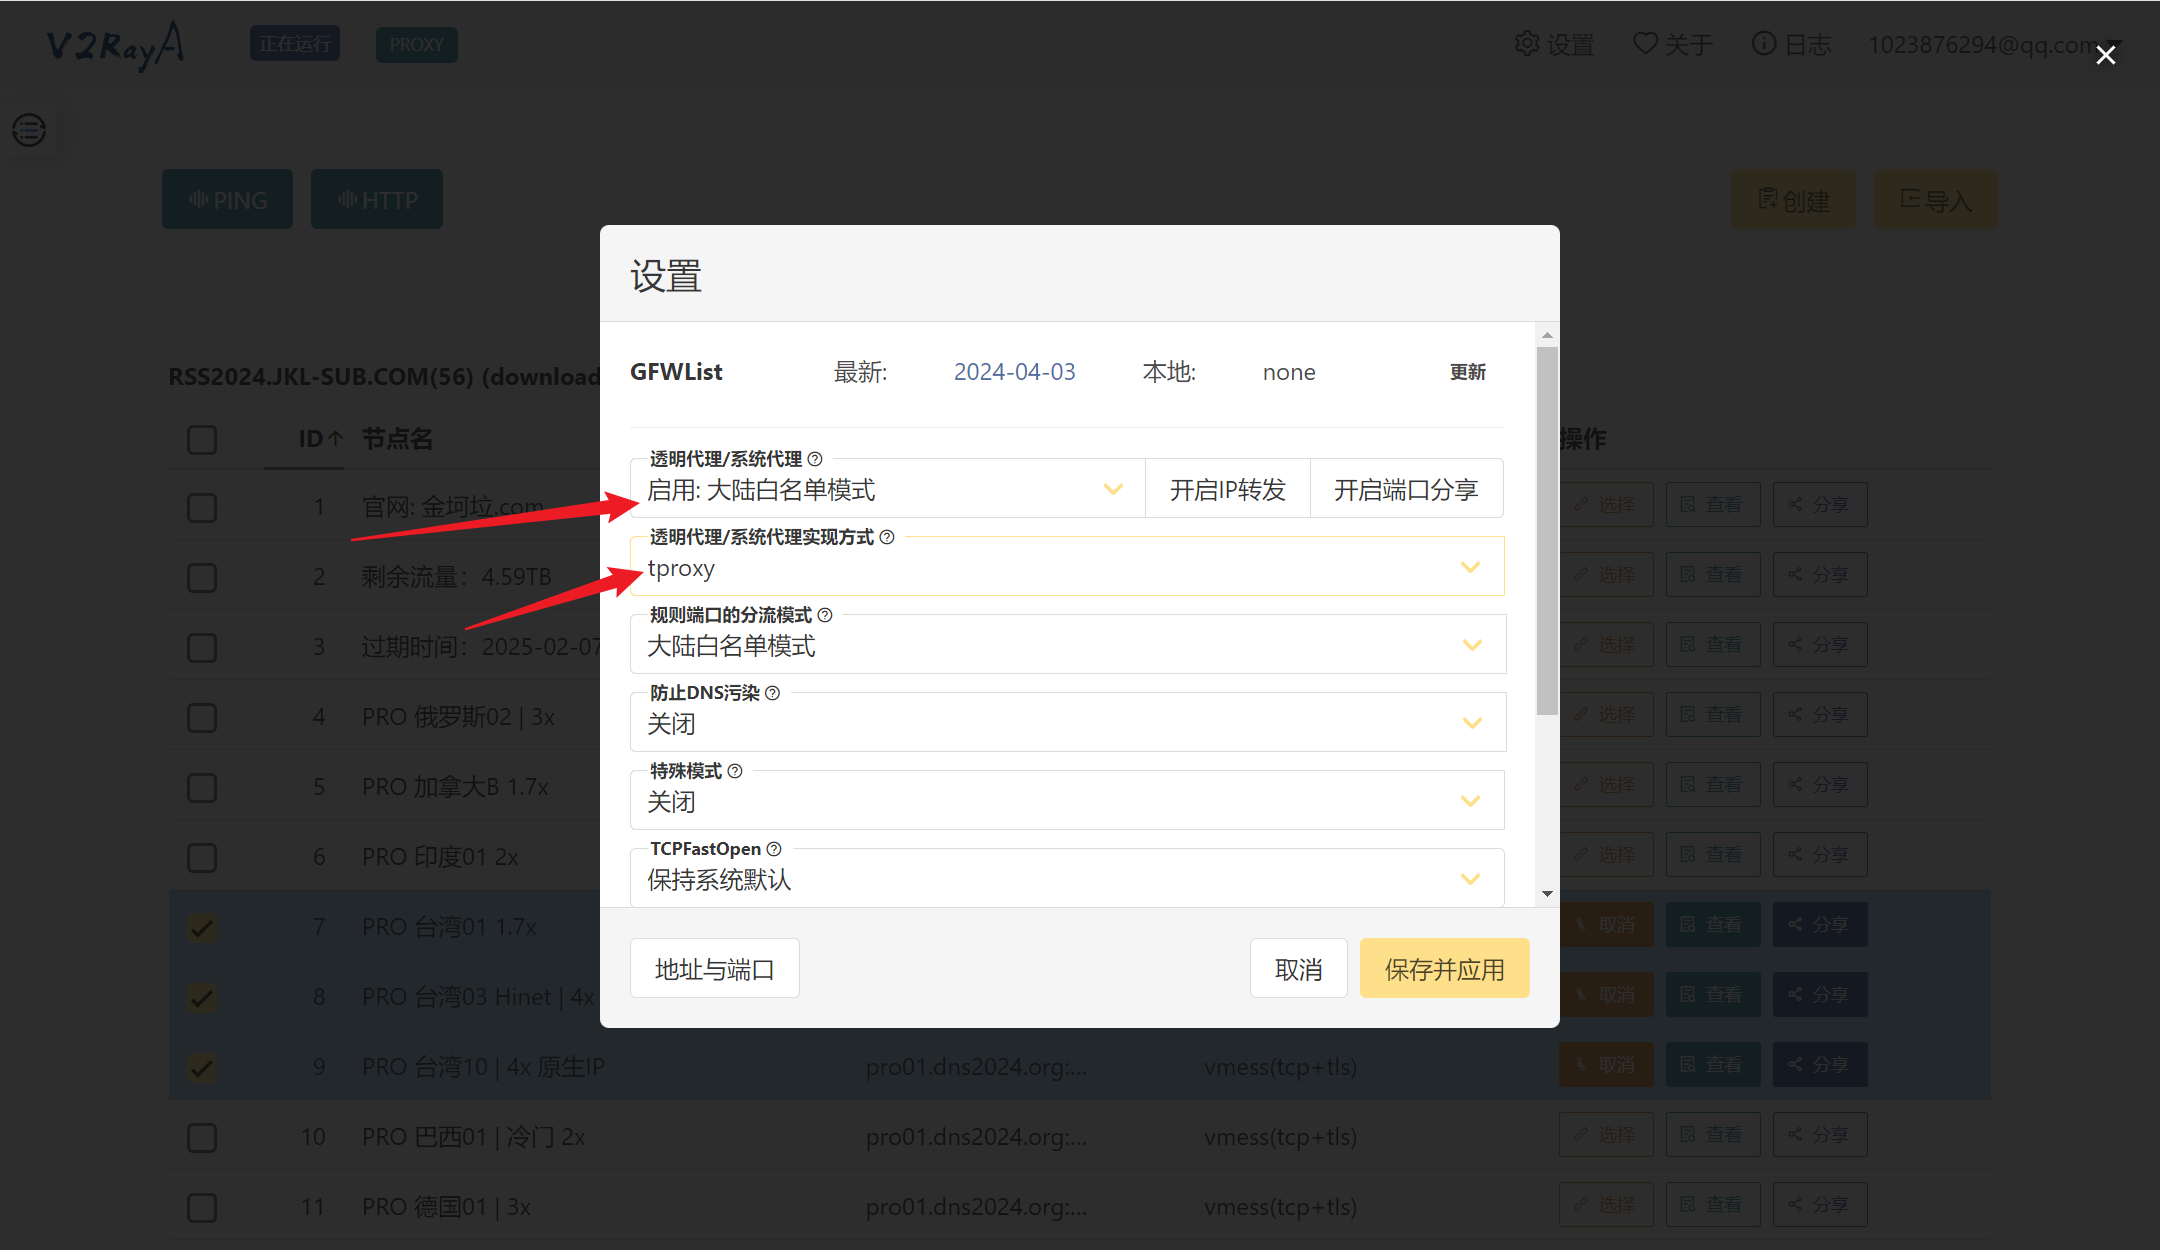 V2RayA 正在运行 PROXY 设置 关于 日志 1023876294@qq.com
PING HTTP 创建 导入
设置
RSS2024.JKL-SUB.COM(56) (download
GFWList 最新: 2024-04-03 本地: none 更新
ID 节点名 操作
透明代理/系统代理
启用: 大陆白名单模式 开启IP转发 开启端口分享
1 官网: 金坷垃.com 选择 查看 分享
透明代理/系统代理实现方式
tproxy
2 剩余流量：4.59TB 选择 查看 分享
规则端口的分流模式
大陆白名单模式
3 过期时间：2025-02-07 选择 查看 分享
防止DNS污染
关闭
4 PRO 俄罗斯02 | 3x 选择 查看 分享
特殊模式
关闭
5 PRO 加拿大B 1.7x 选择 查看 分享
TCPFastOpen
保持系统默认
6 PRO 印度01 2x 选择 查看 分享
7 PRO 台湾01 1.7x 取消 查看 分享
地址与端口 取消 保存并应用
8 PRO 台湾03 Hinet | 4x 取消 查看 分享
9 PRO 台湾10 | 4x 原生IP pro01.dns2024.org:... vmess(tcp+tls) 取消 查看 分享
10 PRO 巴西01 | 冷门 2x pro01.dns2024.org:... vmess(tcp+tls) 选择 查看 分享
11 PRO 德国01 | 3x pro01.dns2024.org:... vmess(tcp+tls) 选择 查看 分享